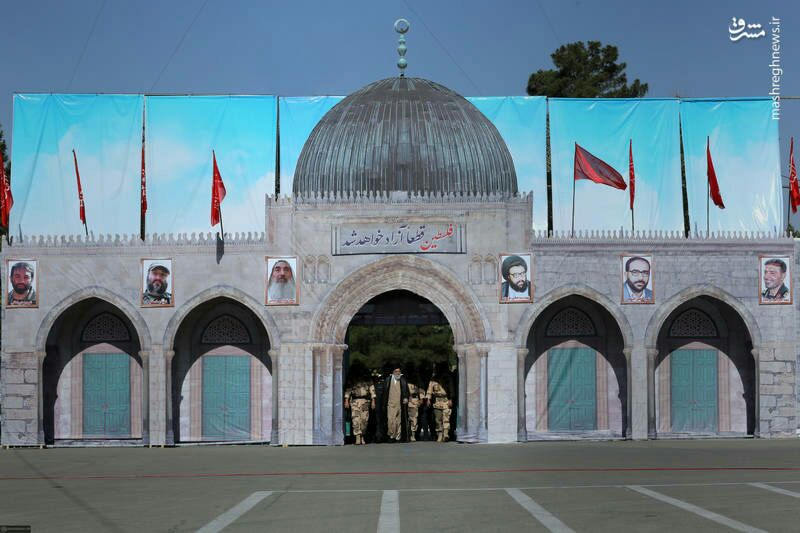 مشرق
mashreghnews.ir
فلسطین قطعاً آزاد خواهد شد